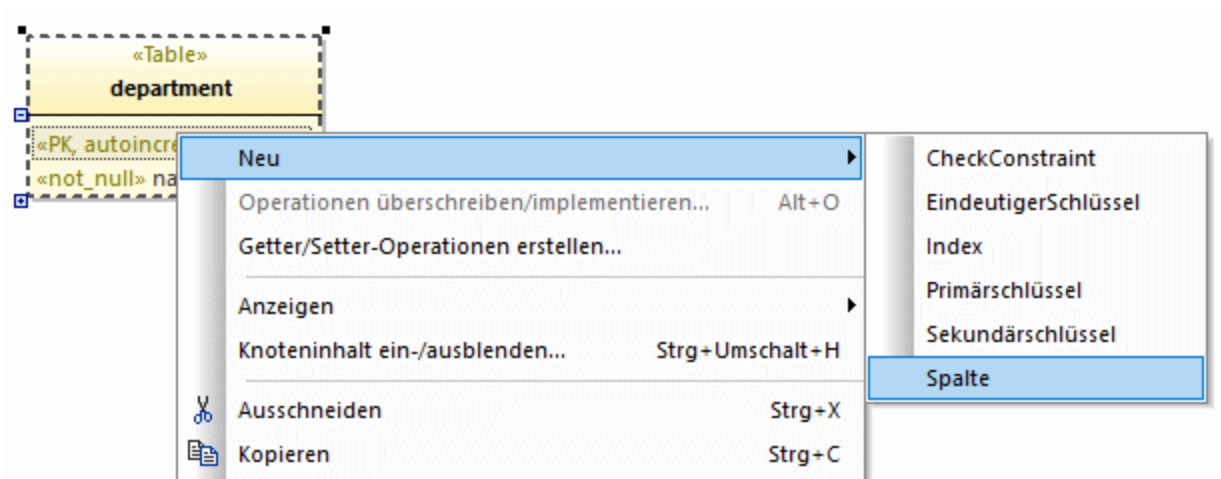 «Table»
department
«PK, autoincre
«not_null» na
Neu
Operationen überschreiben/implementieren... Alt+O
Getter/Setter-Operationen erstellen...
Anzeigen
Knoteninhalt ein-/ausblenden... Strg+Umschalt+H
Ausschneiden Strg+X
Kopieren Strg+C
CheckConstraint
EindeutigerSchlüssel
Index
Primärschlüssel
Sekundärschlüssel
Spalte